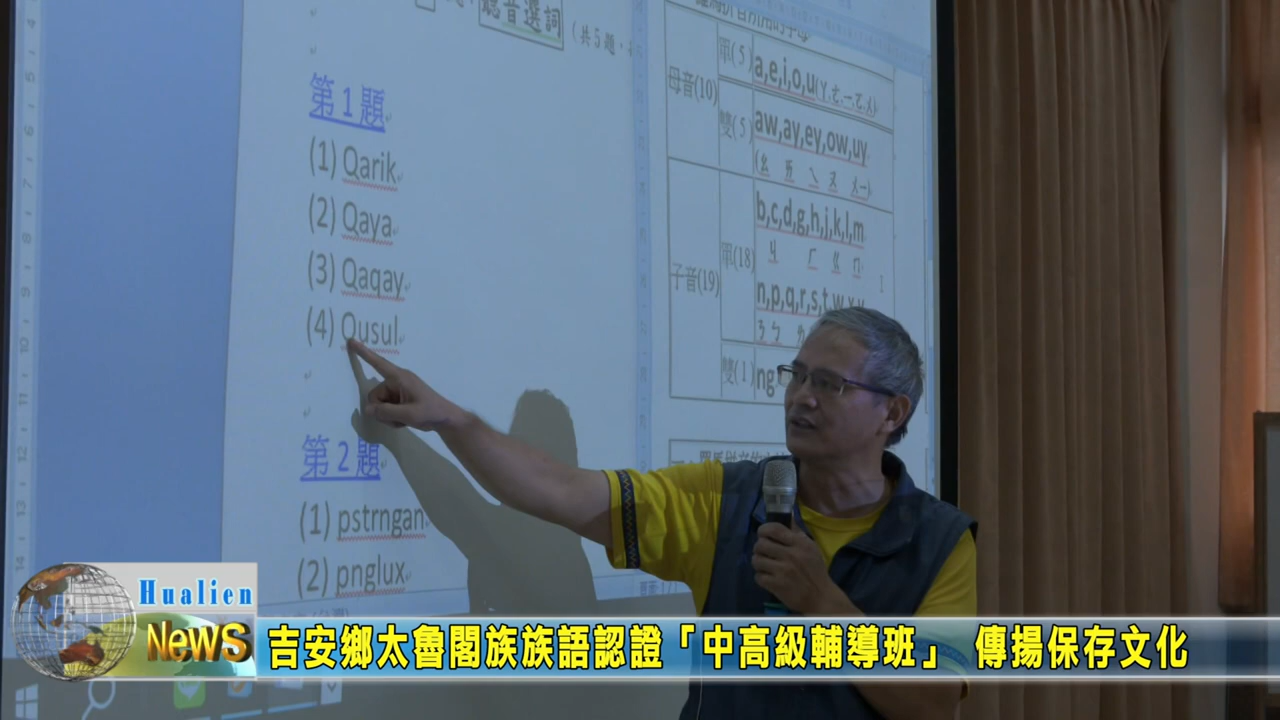 聽音選詞(共5題,
第1題
(1) Qarik
(2) Qaya
(3) Qaqay
(4) Qusul
第2題
(1) pstrngan
(2) pnglux
母音(10)
單(5)
a,e,i,o,u(ㄚ,ㄜ,ㄧ,ㄛ,ㄨ)
雙(5)
aw,ay,ey,ow,uy
(ㄠ ㄞ ㄟ ㄡ ㄨㄧ)
子音(19)
單(18)
b,c,d,g,h,j,k,l,m
ㄐ ㄏ ㄍ ㄇ
n,p,q,r,s,t,w,x,y
ㄋ ㄅ
雙(1)
ng
Hualien
News
吉安鄉太魯閣族族語認證「中高級輔導班」 傳揚保存文化